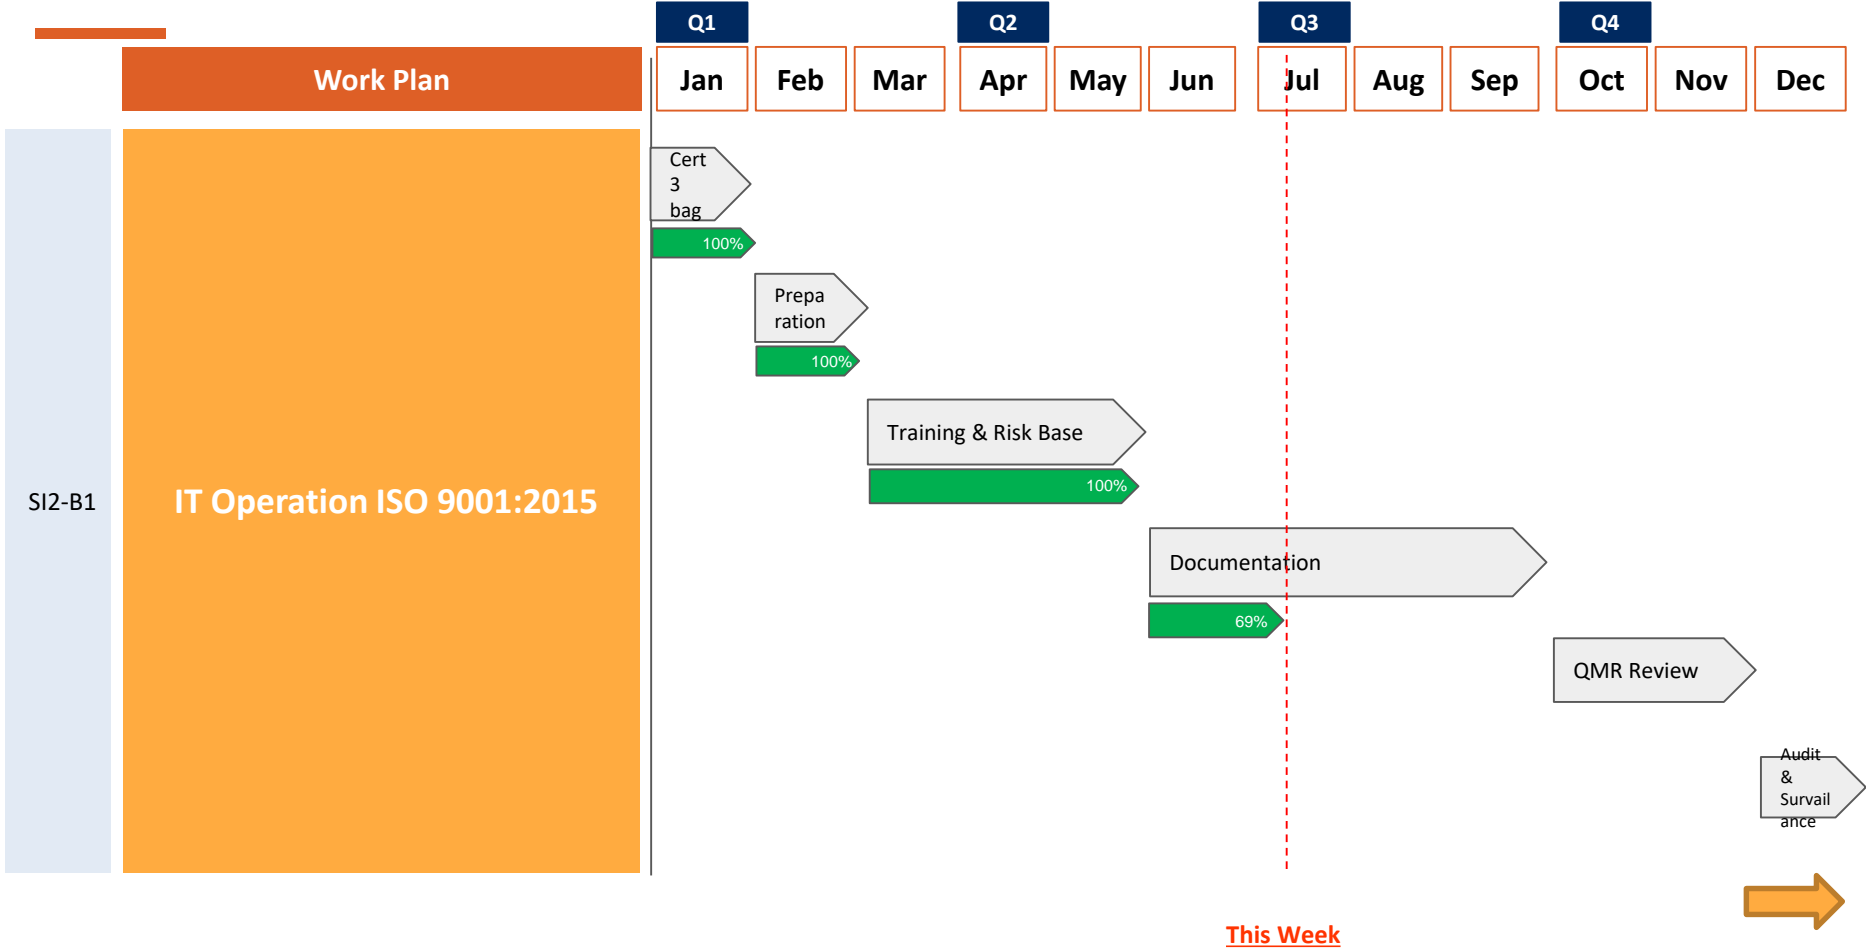 Q1 Q2 Q3 Q4
Work Plan Jan Feb Mar Apr May Jun Jul Aug Sep Oct Nov Dec
Cert
3
bag
100%
Prepa
ration
100%
Training & Risk Base
100%
SI2-B1
IT Operation ISO 9001:2015
Documentation
69%
QMR Review
Audit
&
Survail
ance
This Week